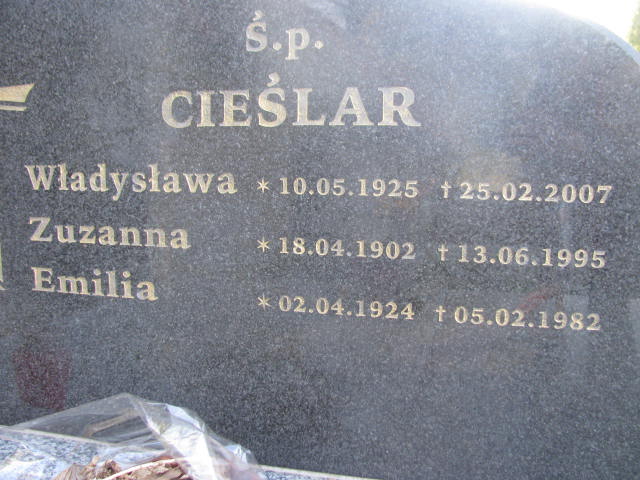 Ś.p.
CIEŚLAR
Władysława * 10.05.1925 † 25.02.2007
Zuzanna * 18.04.1902 † 13.06.1995
Emilia * 02.04.1924 † 05.02.1982